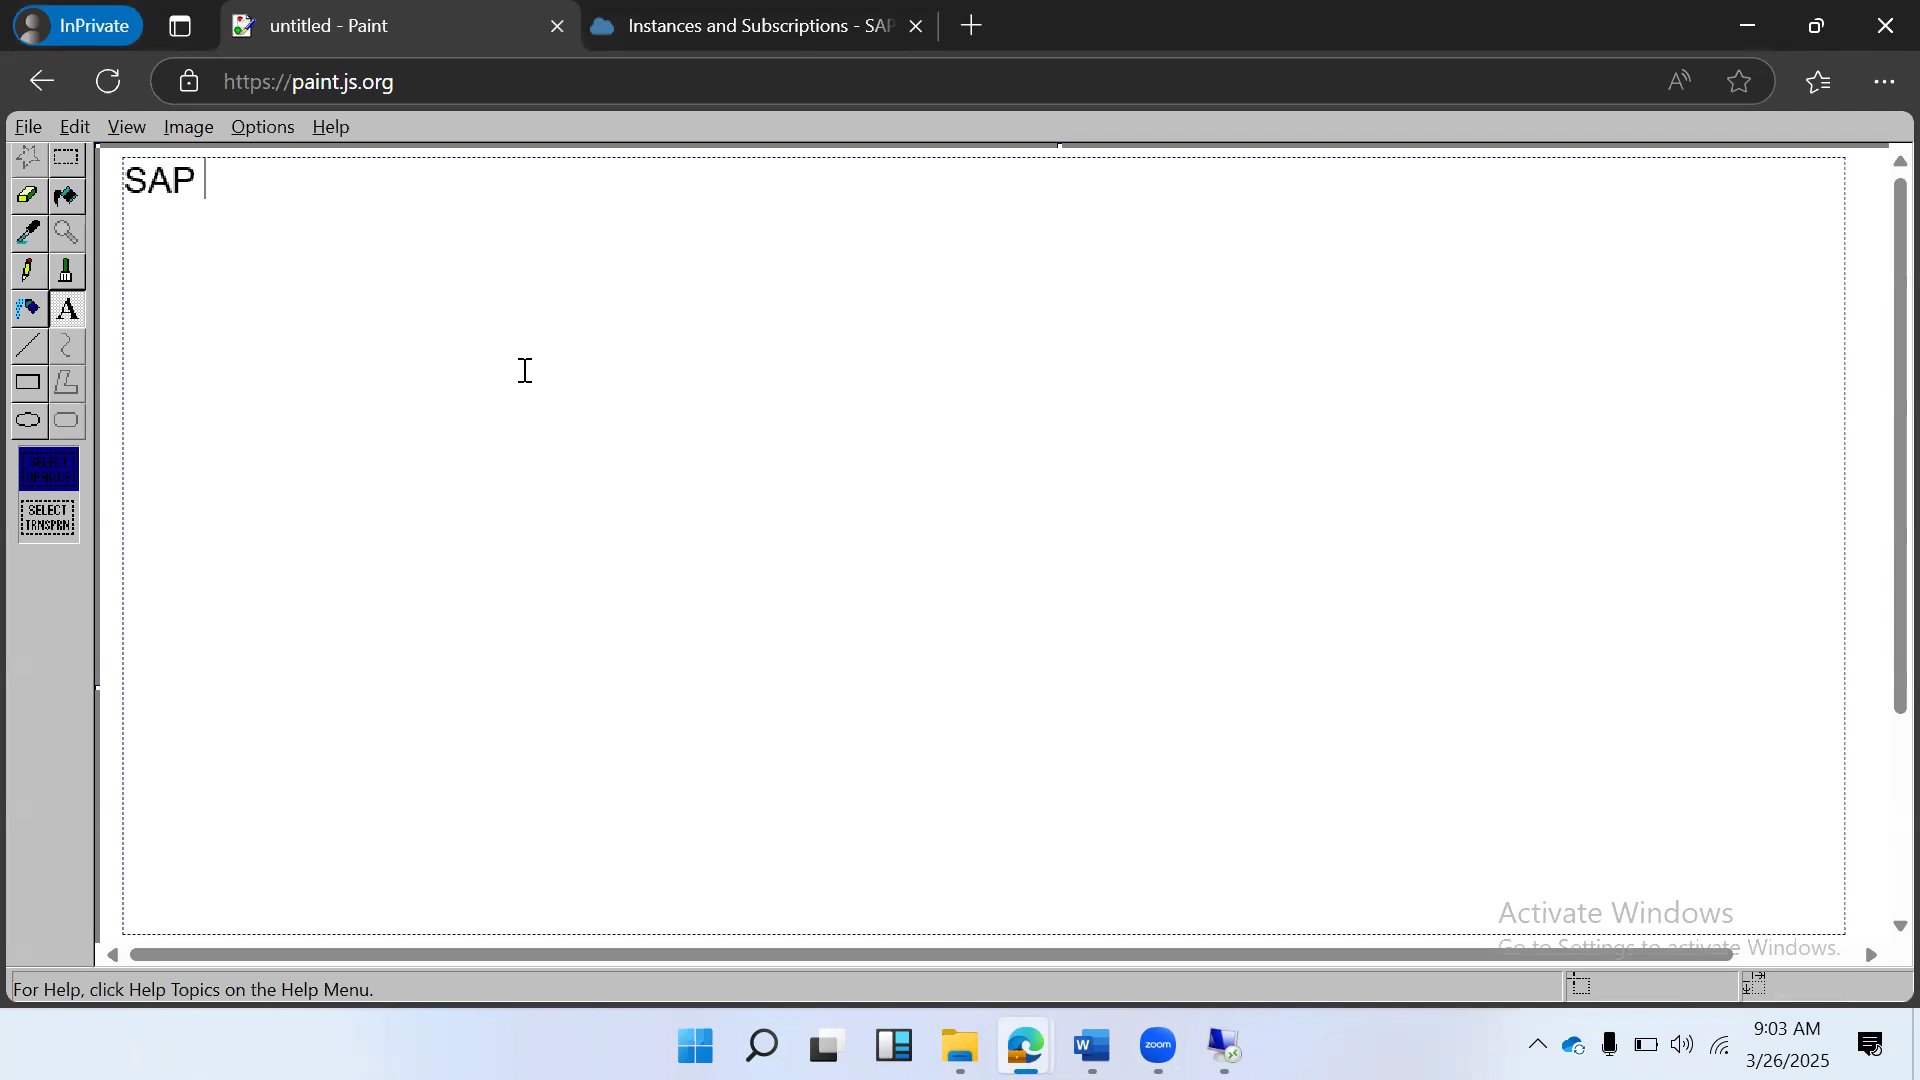 InPrivate
untitled - Paint
Instances and Subscriptions - SAP
https://paint.js.org
File Edit View Image Options Help
SAP
SELECT
OPAQUE
SELECT
TRNSPRN
Activate Windows
Go to Settings to activate Windows.
For Help, click Help Topics on the Help Menu.
zoom
9:03 AM
3/26/2025